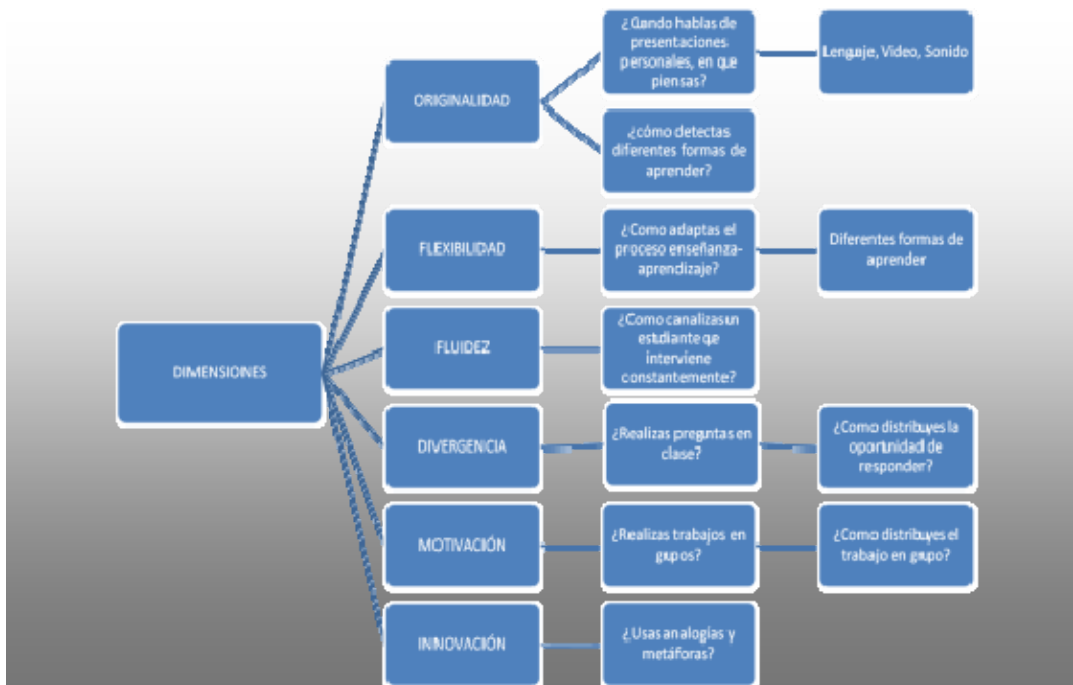 DIMENSIONES
ORIGINALIDAD
¿Cuando hablas de
presentaciones
personales, en que
piensas?
Lenguaje, Video, Sonido
¿cómo detectas
diferentes formas de
aprender?
FLEXIBILIDAD
¿Como adaptas el
proceso enseñanza-
aprendizaje?
Diferentes formas de
aprender
FLUIDEZ
¿Como canalizas un
estudiante que
interviene
constantemente?
DIVERGENCIA
¿Realizas preguntas en
clase?
¿Como distribuyes la
oportunidad de
responder?
MOTIVACIÓN
¿Realizas trabajos en
grupos?
¿Como distribuyes el
trabajo en grupo?
INNOVACIÓN
¿Usas analogías y
metáforas?